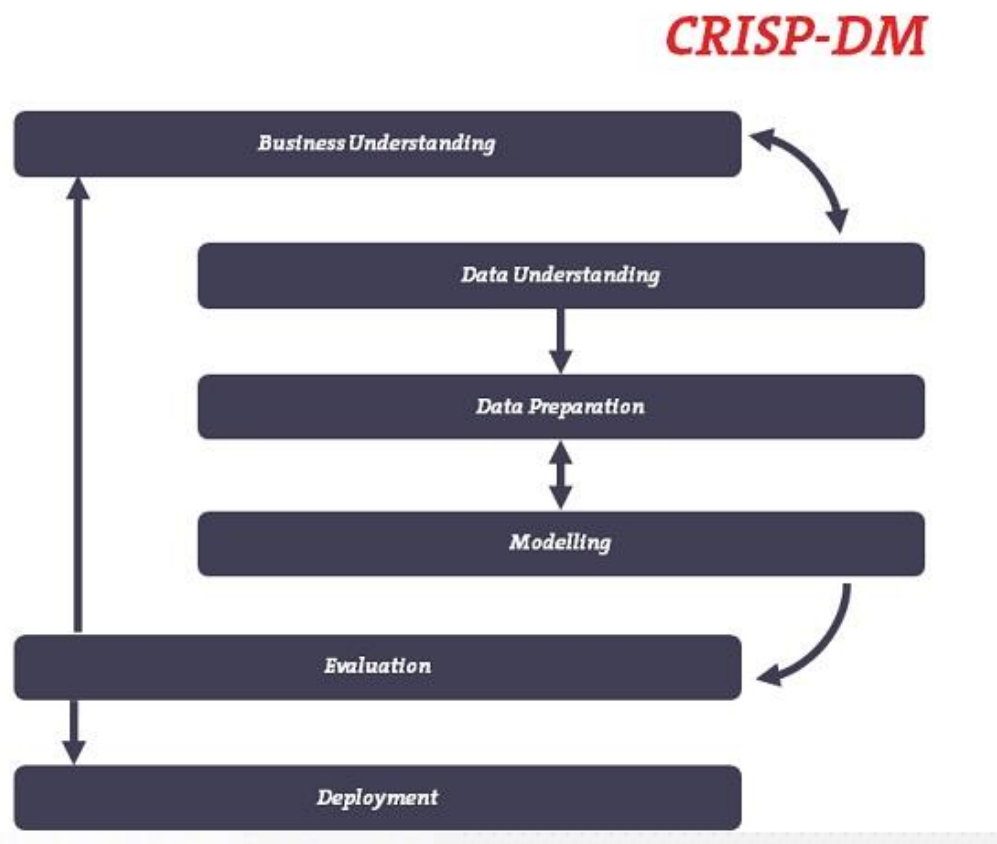 CRISP-DM
Business Understanding
Data Understanding
Data Preparation
Modelling
Evaluation
Deployment